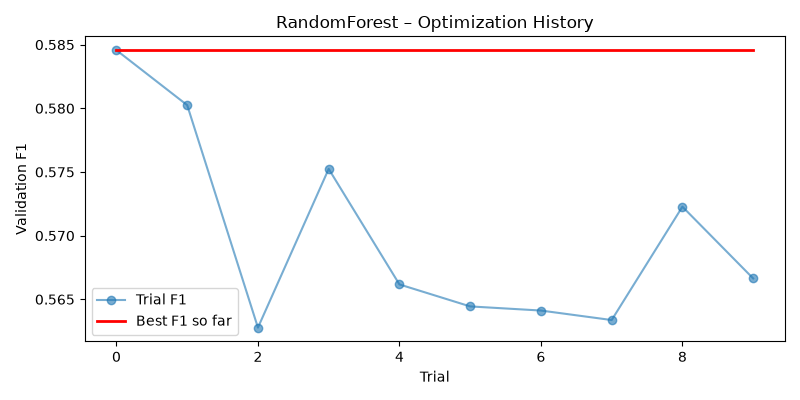 RandomForest – Optimization History
Validation F1
0.585
0.580
0.575
0.570
0.565
Trial F1
Best F1 so far
0
2
4
6
8
Trial